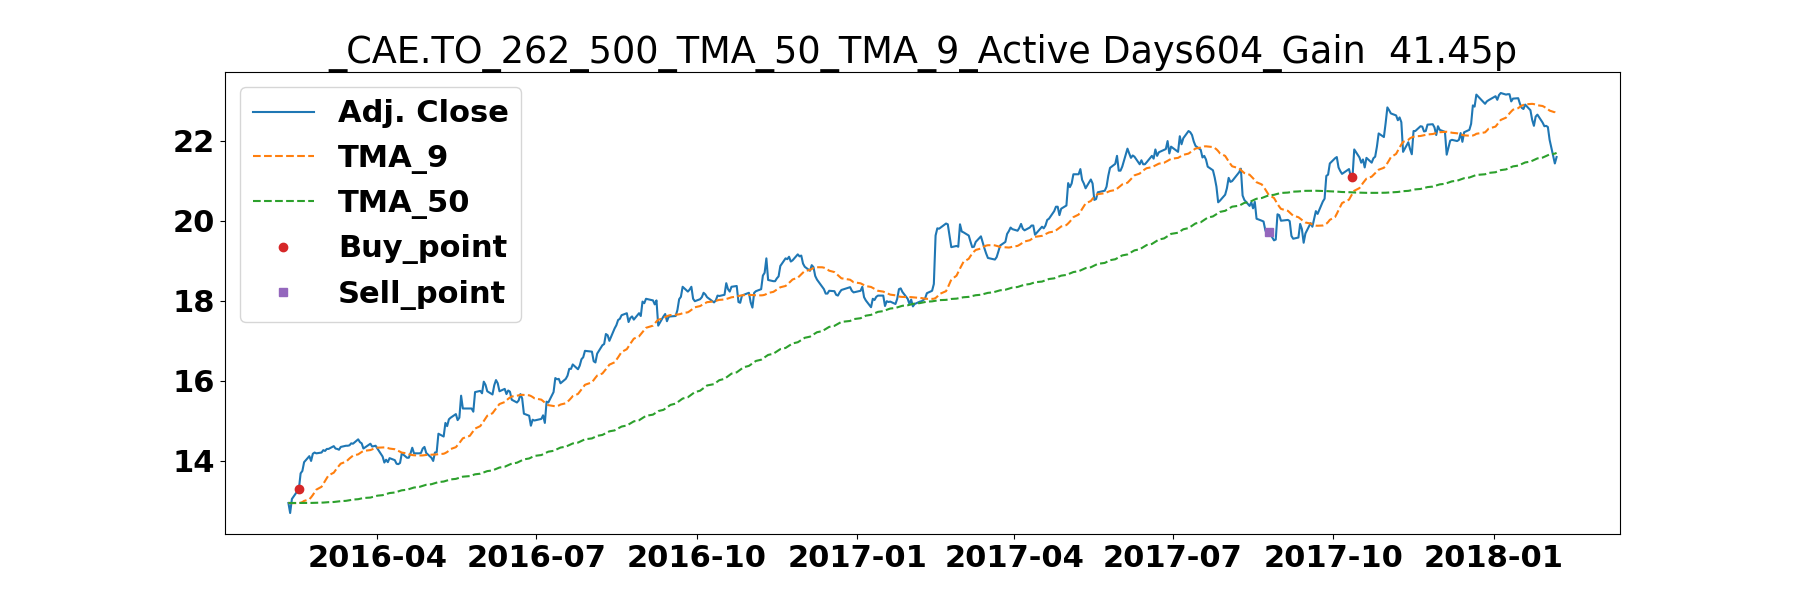 _CAE.TO_262_500_TMA_50_TMA_9_Active Days604_Gain  41.45p
Adj. Close
TMA_9
TMA_50
Buy_point
Sell_point
22
20
18
16
14
2016-04 2016-07 2016-10 2017-01 2017-04 2017-07 2017-10 2018-01